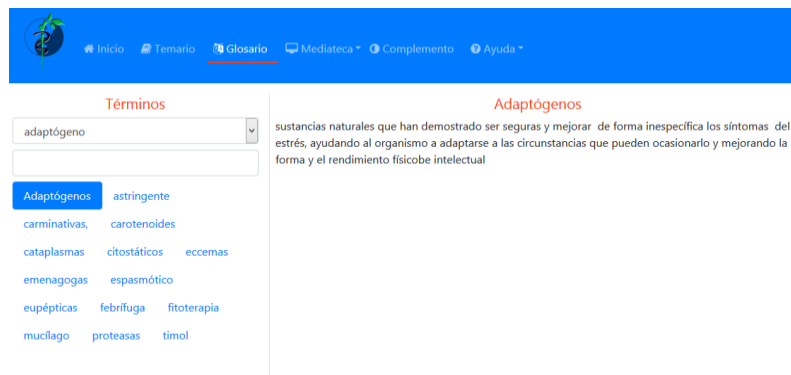 Inicio Temario Glosario Mediateca Complemento Ayuda
Términos
adaptógeno
Adaptógenos astringente
carminativas, carotenoides
cataplasmas citostáticos eccemas
emenagogas espasmótico
eupépticas febrífuga fitoterapia
mucílago proteasas timol
Adaptógenos
sustancias naturales que han demostrado ser seguras y mejorar de forma inespecífica los síntomas del
estrés, ayudando al organismo a adaptarse a las circunstancias que pueden ocasionarlo y mejorando la
forma y el rendimiento físicobe intelectual